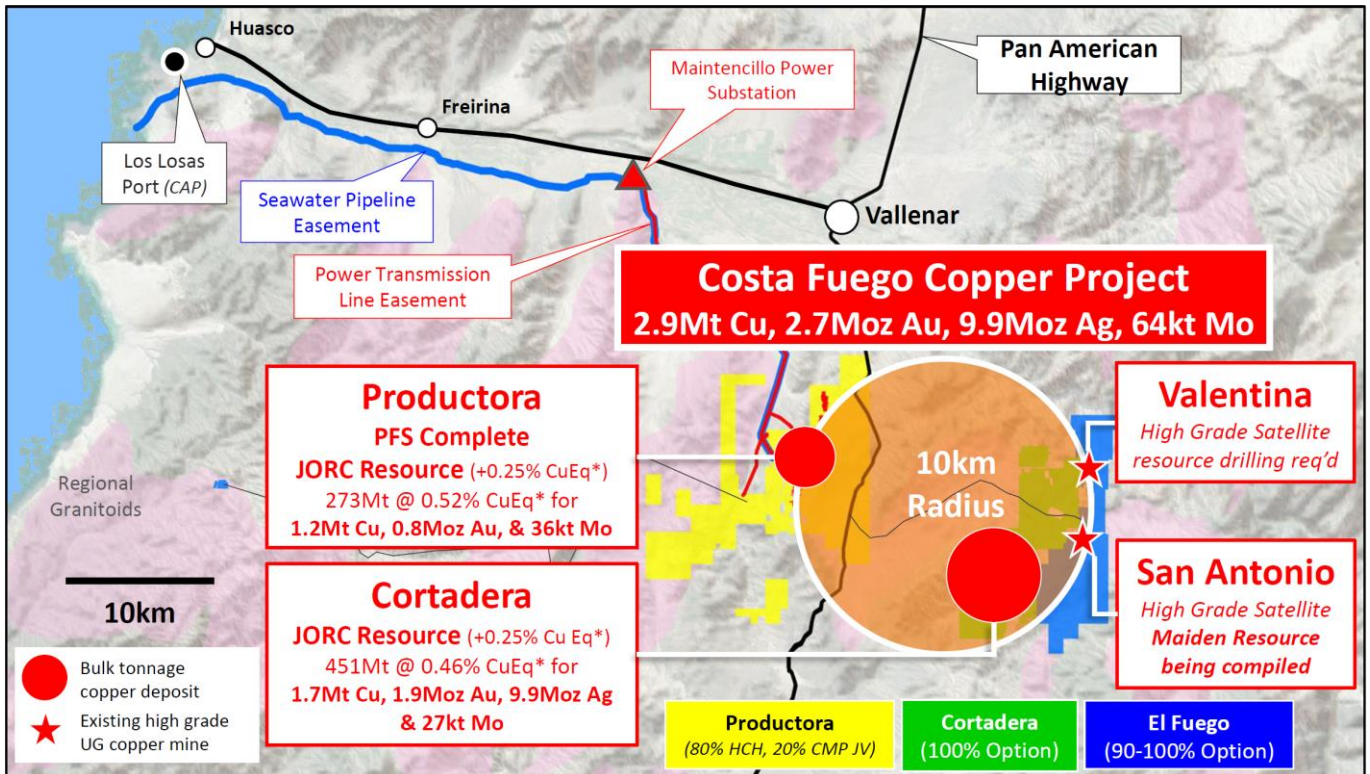 Huasco
Pan American
Highway
Maintencillo Power
Substation
Freirina
Los Losas
Port (CAP)
Seawater Pipeline
Easement
Vallenar
Power Transmission
Line Easement
Costa Fuego Copper Project
2.9Mt Cu, 2.7Moz Au, 9.9Moz Ag, 64kt Mo
Productora
PFS Complete
JORC Resource (+0.25% CuEq*)
273Mt @ 0.52% CuEq* for
1.2Mt Cu, 0.8Moz Au, & 36kt Mo
Valentina
High Grade Satellite
resource drilling req'd
10km
Radius
Regional
Granitoids
10km
Cortadera
JORC Resource (+0.25% Cu Eq*)
451Mt @ 0.46% CuEq* for
1.7Mt Cu, 1.9Moz Au, 9.9Moz Ag
& 27kt Mo
San Antonio
High Grade Satellite
Maiden Resource
being compiled
Bulk tonnage
copper deposit
Existing high grade
UG copper mine
Productora
(80% HCH, 20% CMP JV)
Cortadera
(100% Option)
El Fuego
(90-100% Option)